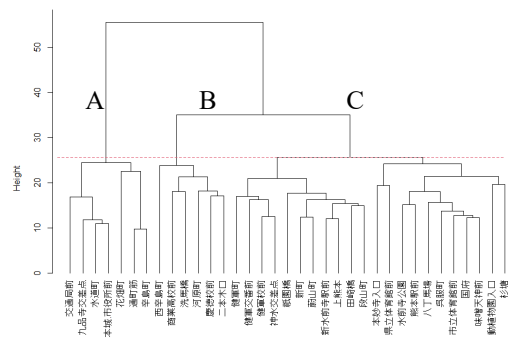 50
40
30
20
10
0
Height
A
B
C
交通局前
九品寺交差点
水道町
本城市役所前
花畑町
通町筋
辛島町
西辛島町
商業高校前
洗馬橋
河原町
慶徳校前
二本木口
健軍町
健軍交番前
健軍校前
神水交差点
祇園橋
新町
蔚山町
新水前寺駅前
上熊本
田崎橋
段山町
本妙寺入口
県立体育館前
水前寺公園
熊本駅前
八丁馬場
呉服町
市立体育館前
国府
味噌天神前
動植物園入口
杉塘